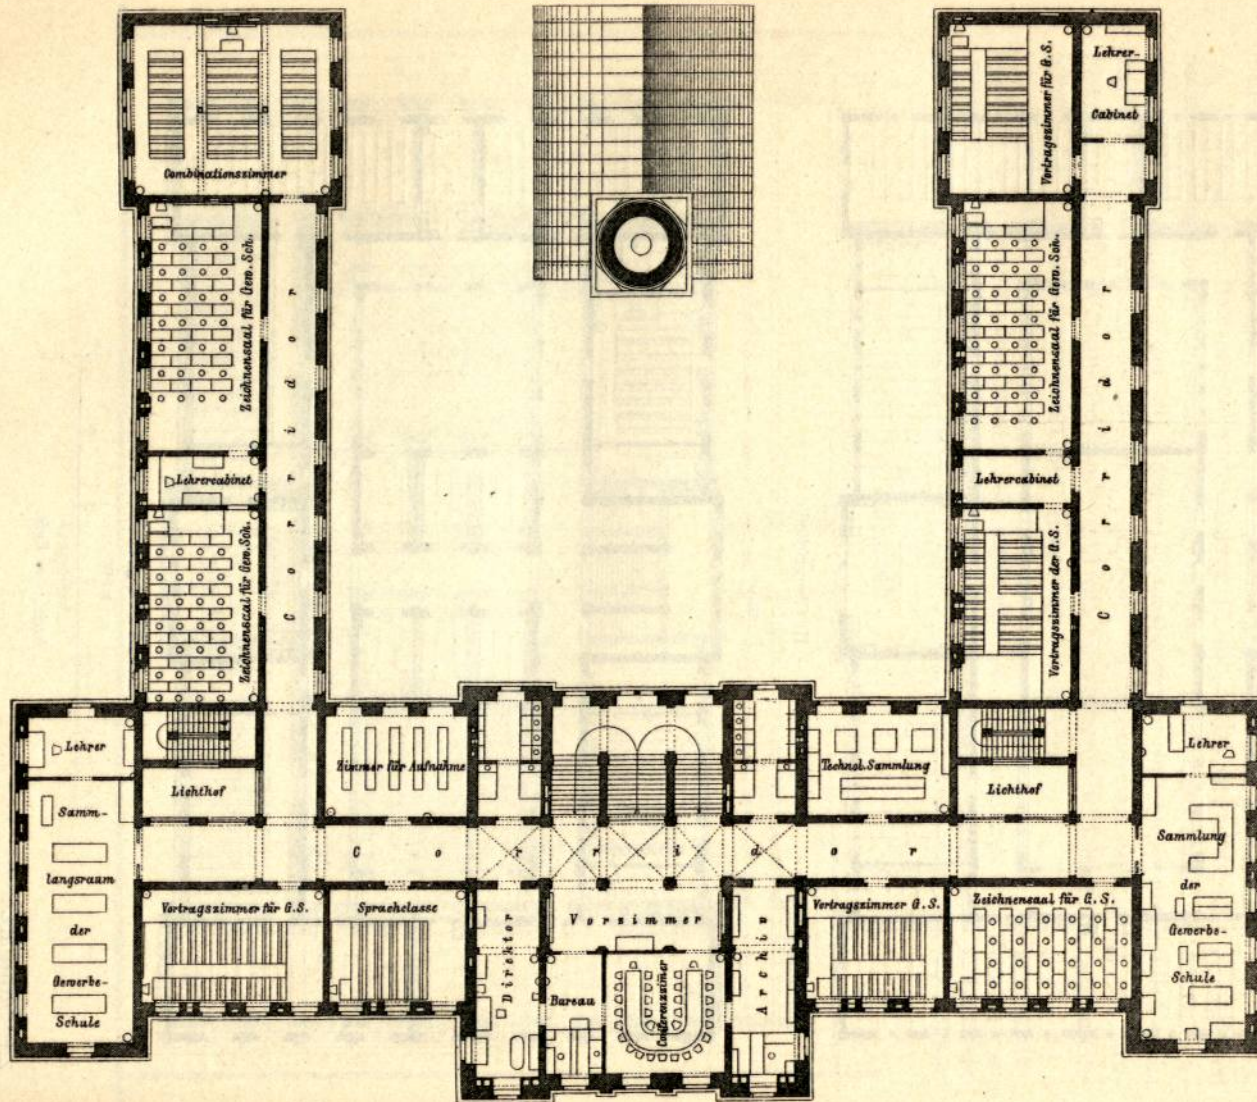 Combinationszimmer
Vortragszimmer für G.S.
Lehrer-
Cabinet
Zeichnensaal für Gew. Sch.
Corridor
Zeichnensaal für Gew. Sch.
Corridor
Lehrercabinet
Lehrercabinet
Zeichnensaal für Gew. Sch.
Vortragszimmer der G.S.
Lehrer
Zimmer für Aufnahme
Technol. Sammlung
Lehrer
Lichthof
Lichthof
Samm-
langsraum
der
Gewerbe-
Schule
Corridor
Sammlung
der
Gewerbe-
Schule
Vortragszimmer für G.S.
Sprachclasse
Direktor
Vorzimmer
Archiv
Vortragszimmer G.S.
Zeichnensaal für G.S.
Bureau
Conferenzzimer